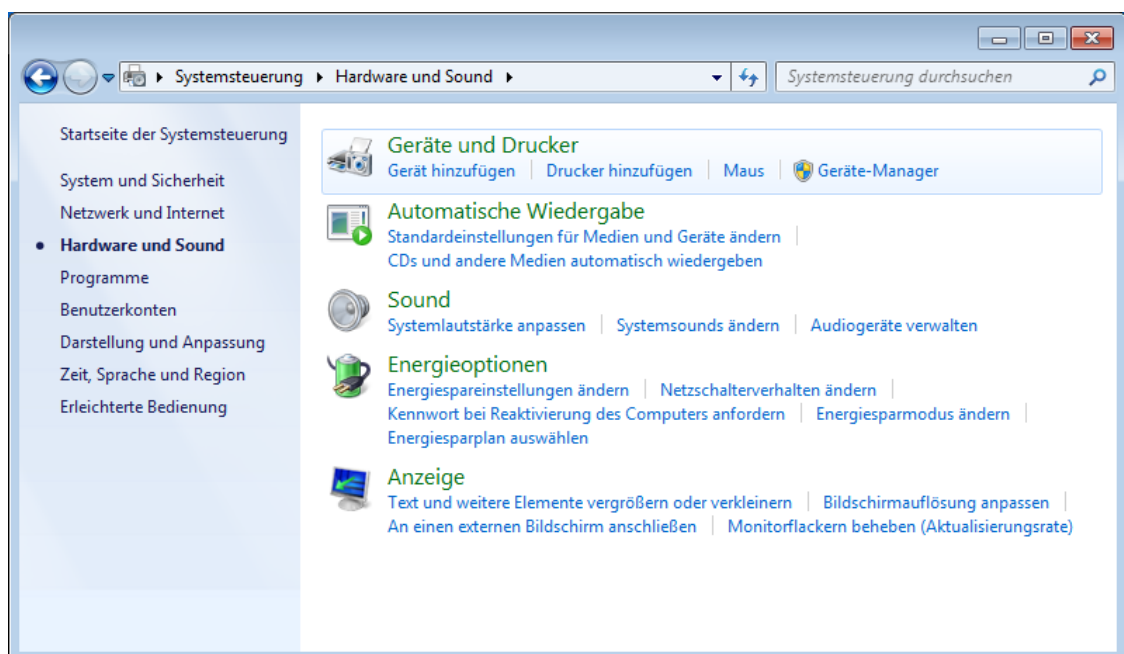 Systemsteuerung Hardware und Sound Systemsteuerung durchsuchen
Startseite der Systemsteuerung
System und Sicherheit
Netzwerk und Internet
Hardware und Sound
Programme
Benutzerkonten
Darstellung und Anpassung
Zeit, Sprache und Region
Erleichterte Bedienung
Geräte und Drucker
Gerät hinzufügen Drucker hinzufügen Maus Geräte-Manager
Automatische Wiedergabe
Standardeinstellungen für Medien und Geräte ändern
CDs und andere Medien automatisch wiedergeben
Sound
Systemlautstärke anpassen Systemsounds ändern Audiogeräte verwalten
Energieoptionen
Energiespareinstellungen ändern Netzschalterverhalten ändern
Kennwort bei Reaktivierung des Computers anfordern Energiesparmodus ändern
Energiesparplan auswählen
Anzeige
Text und weitere Elemente vergrößern oder verkleinern Bildschirmauflösung anpassen
An einen externen Bildschirm anschließen Monitorflackern beheben (Aktualisierungsrate)